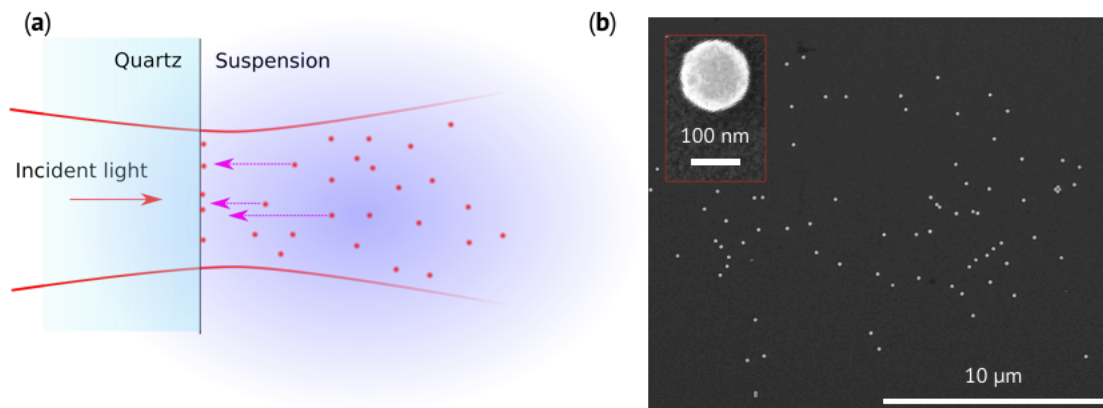 (a)
Quartz
Suspension
Incident light
(b)
100 nm
10 µm